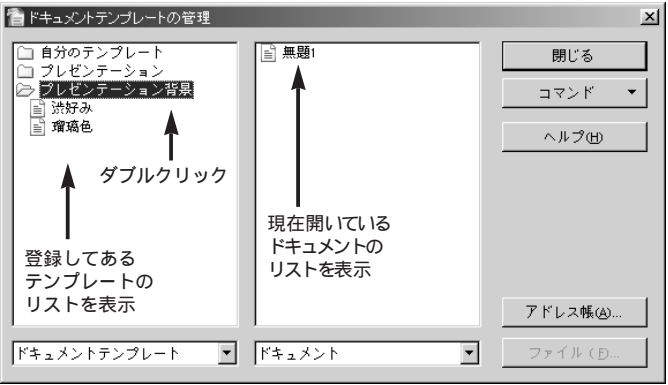 ドキュメントテンプレートの管理
自分のテンプレート
プレゼンテーション
プレゼンテーション背景
渋好み
瑠璃色
ダブルクリック
登録してある
テンプレートの
リストを表示
ドキュメントテンプレート
無題1
現在開いている
ドキュメントの
リストを表示
ドキュメント
閉じる
コマンド
ヘルプ(H)
アドレス帳(A)...
ファイル(F)...